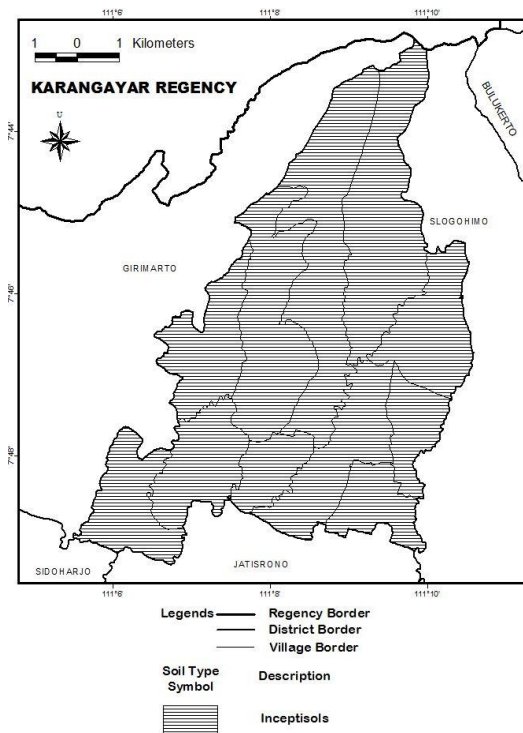 111°6' 111°8' 111°10'
1 0 1 Kilometers
KARANGAYAR REGENCY
U
7°44'
BULUKERTO
SLOGOHIMO
GIRIMARTO
7°46'
7°48'
SIDOHARJO
JATISRONO
111°6' 111°8' 111°10'
Legends Regency Border
District Border
Village Border
Soil Type Symbol Description
Inceptisols